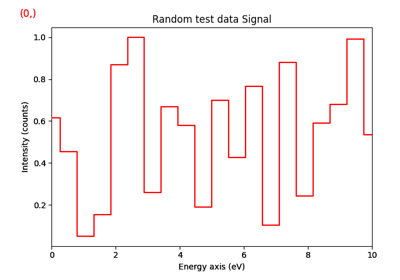 (0,)
Random test data Signal
1.0
0.8
0.6
0.4
0.2
Intensity (counts)
0 2 4 6 8 10
Energy axis (eV)